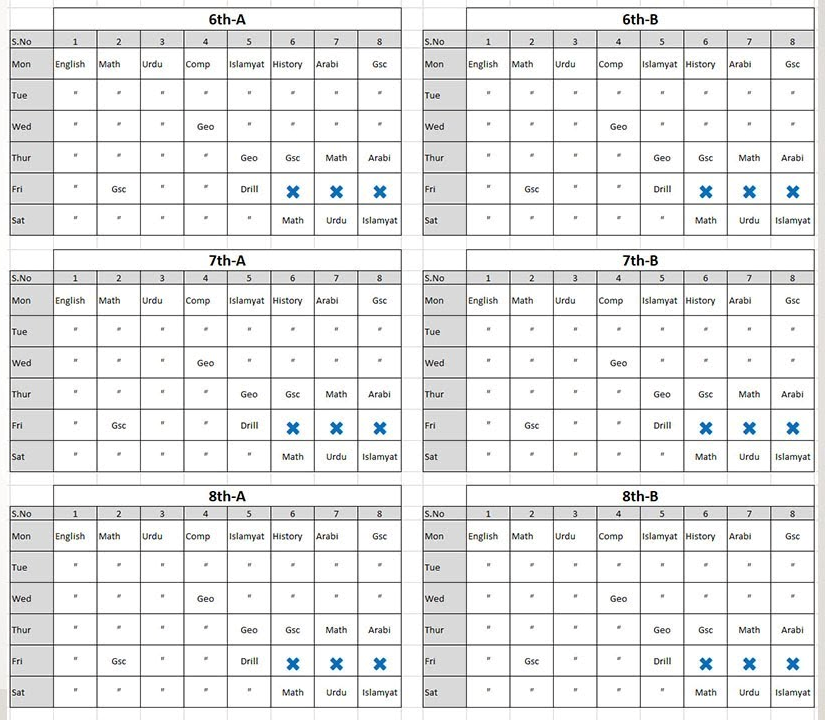 6th-A 6th-B
S.No 1 2 3 4 5 6 7 8 S.No 1 2 3 4 5 6 7 8
Mon English Math Urdu Comp Islamyat History Arabi Gsc Mon English Math Urdu Comp Islamyat History Arabi Gsc
Tue " " " " " " " " Tue " " " " " " " "
Wed " " " Geo " " " " Wed " " " Geo " " " "
Thur " " " " Geo Gsc Math Arabi Thur " " " " Geo Gsc Math Arabi
Fri " Gsc " " Drill ✖ ✖ ✖ Fri " Gsc " " Drill ✖ ✖ ✖
Sat " " " " " Math Urdu Islamyat Sat " " " " " Math Urdu Islamyat
7th-A 7th-B
S.No 1 2 3 4 5 6 7 8 S.No 1 2 3 4 5 6 7 8
Mon English Math Urdu Comp Islamyat History Arabi Gsc Mon English Math Urdu Comp Islamyat History Arabi Gsc
Tue " " " " " " " " Tue " " " " " " " "
Wed " " " Geo " " " " Wed " " " Geo " " " "
Thur " " " " Geo Gsc Math Arabi Thur " " " " Geo Gsc Math Arabi
Fri " Gsc " " Drill ✖ ✖ ✖ Fri " Gsc " " Drill ✖ ✖ ✖
Sat " " " " " Math Urdu Islamyat Sat " " " " " Math Urdu Islamyat
8th-A 8th-B
S.No 1 2 3 4 5 6 7 8 S.No 1 2 3 4 5 6 7 8
Mon English Math Urdu Comp Islamyat History Arabi Gsc Mon English Math Urdu Comp Islamyat History Arabi Gsc
Tue " " " " " " " " Tue " " " " " " " "
Wed " " " Geo " " " " Wed " " " Geo " " " "
Thur " " " " Geo Gsc Math Arabi Thur " " " " Geo Gsc Math Arabi
Fri " Gsc " " Drill ✖ ✖ ✖ Fri " Gsc " " Drill ✖ ✖ ✖
Sat " " " " " Math Urdu Islamyat Sat " " " " " Math Urdu Islamyat